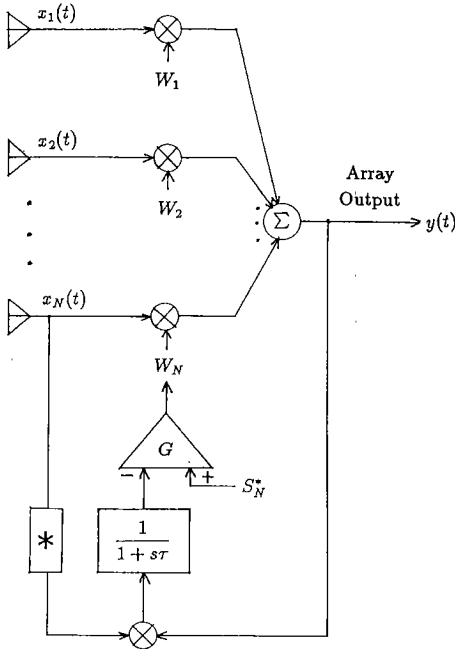 x₁(t)
W₁
x₂(t)
W₂
Array
Output
Σ
y(t)
x_N(t)
W_N
G
−
+
S*_N
*
1
1 + sτ